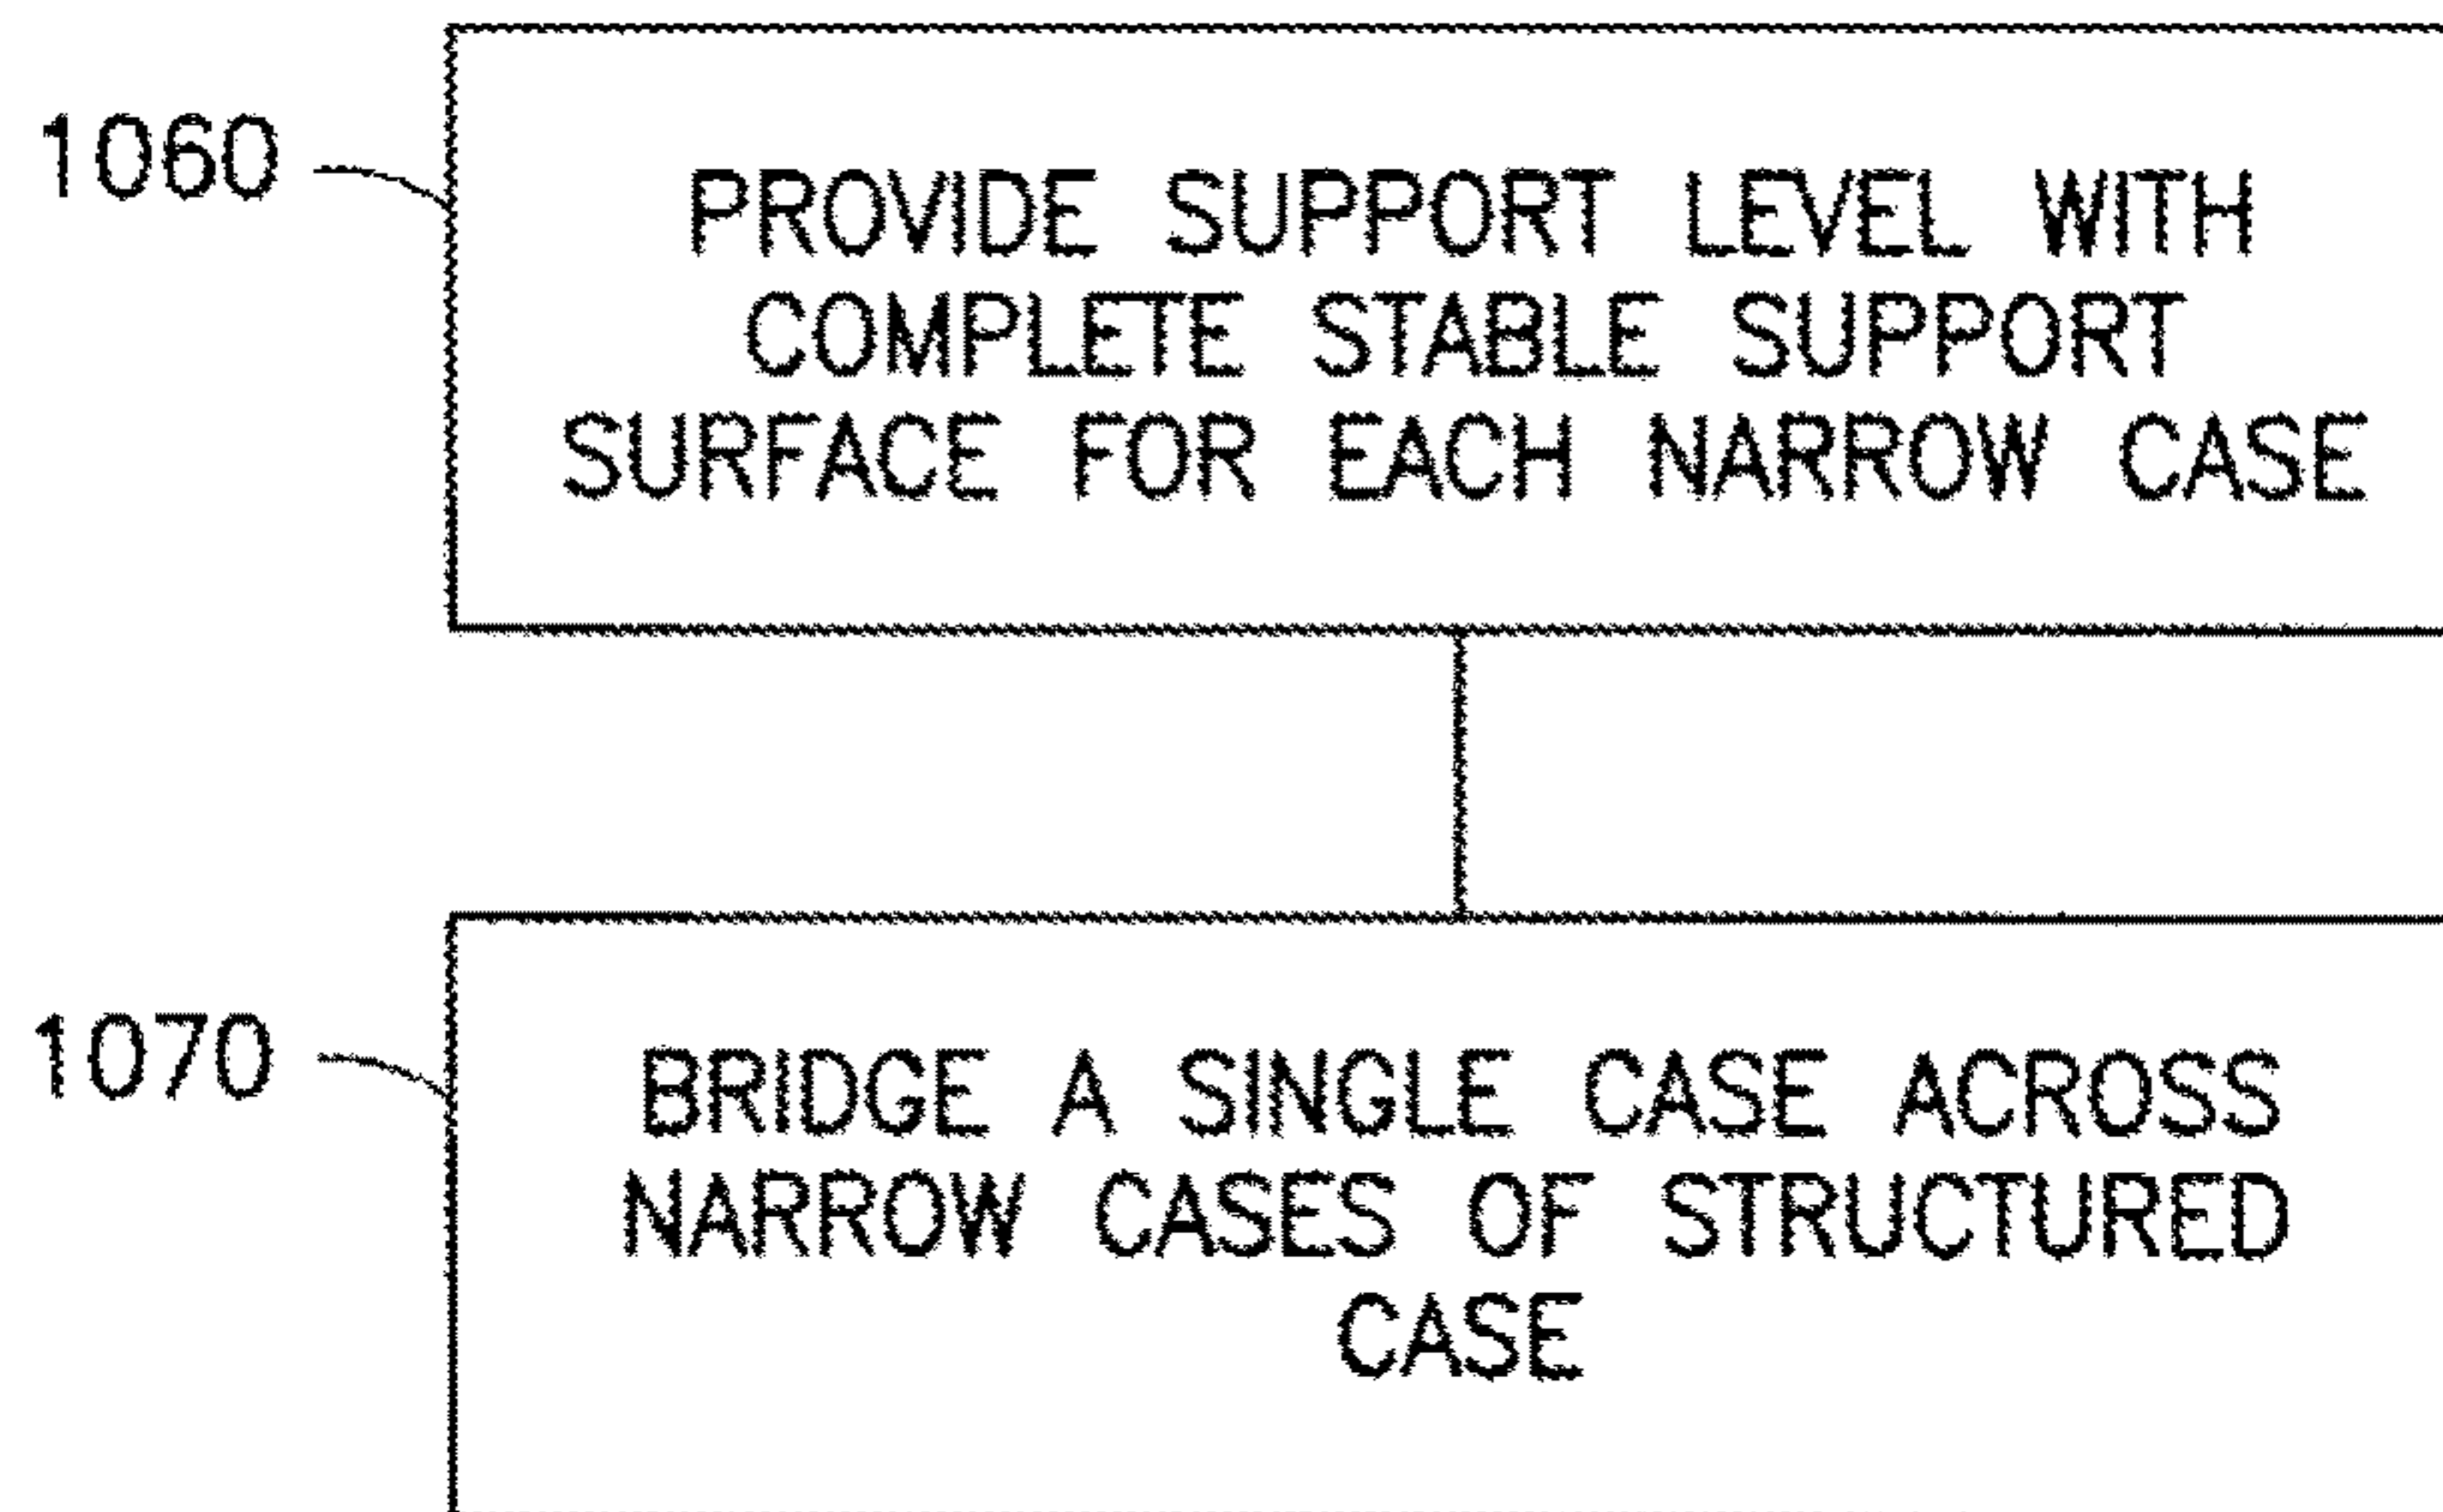 1060
PROVIDE SUPPORT LEVEL WITH
COMPLETE STABLE SUPPORT
SURFACE FOR EACH NARROW CASE
1070
BRIDGE A SINGLE CASE ACROSS
NARROW CASES OF STRUCTURED
CASE